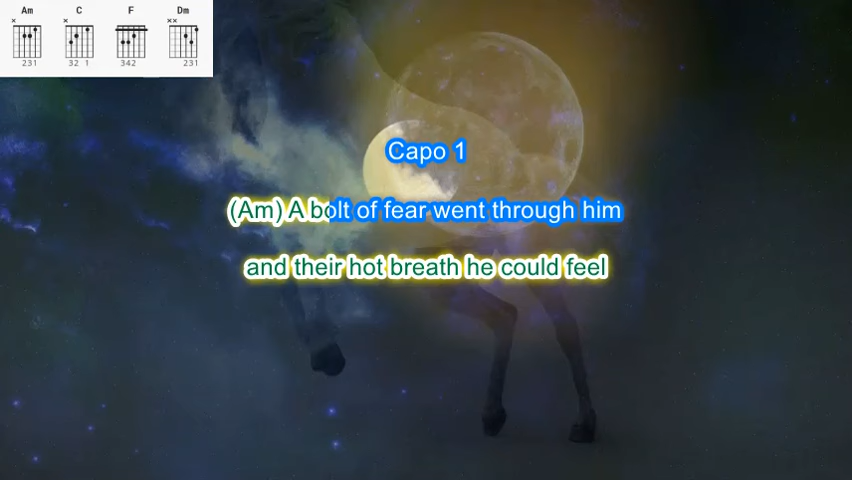 Am C F Dm
× × ××
231 32 1 342 231
Capo 1
(Am) A bolt of fear went through him
and their hot breath he could feel